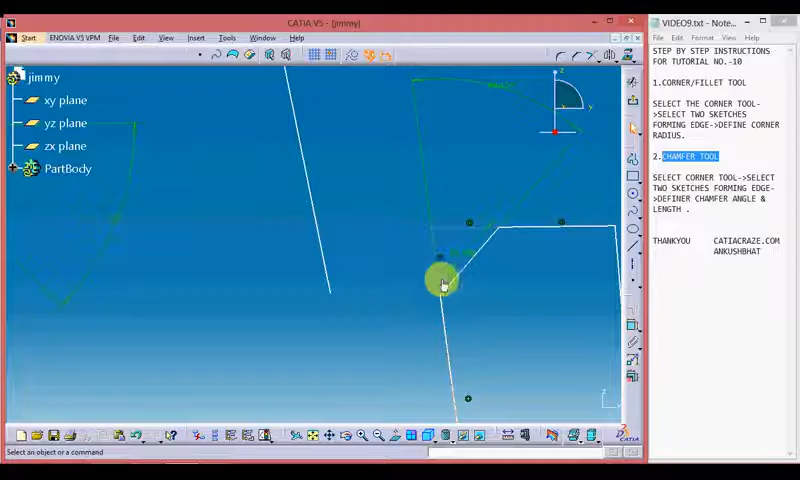 CATIA V5 - [jimmy]
Start ENOVIA V5 VPM File Edit View Insert Tools Window Help
jimmy
xy plane
yz plane
zx plane
PartBody
z
y
Select an object or a command
CATIA
VIDEO9.txt - Note...
File Edit Format View Help
STEP BY STEP INSTRUCTIONS
FOR TUTORIAL NO.-10
1.CORNER/FILLET TOOL
SELECT THE CORNER TOOL-
>SELECT TWO SKETCHES
FORMING EDGE->DEFINE CORNER
RADIUS.
2.CHAMFER TOOL
SELECT CORNER TOOL->SELECT
TWO SKETCHES FORMING EDGE-
>DEFINER CHAMFER ANGLE &
LENGTH .
THANKYOU CATIACRAZE.COM
ANKUSHBHAT